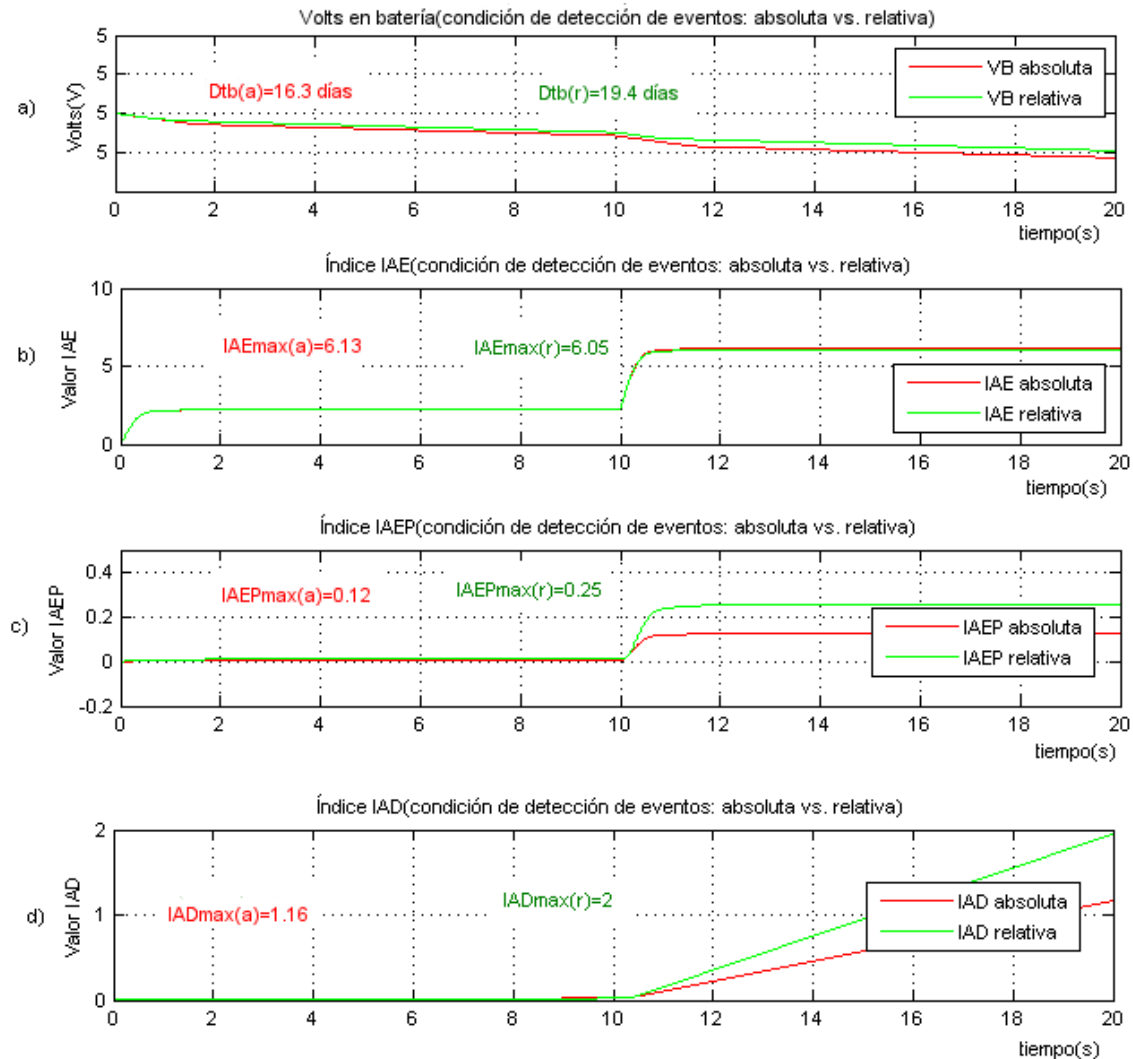 Volts en batería(condición de detección de eventos: absoluta vs. relativa)
a)
Volts(V)
5
5
5
5
Dtb(a)=16.3 días
Dtb(r)=19.4 días
VB absoluta
VB relativa
0 2 4 6 8 10 12 14 16 18 20
tiempo(s)
Índice IAE(condición de detección de eventos: absoluta vs. relativa)
b)
Valor IAE
10
5
0
IAEmax(a)=6.13
IAEmax(r)=6.05
IAE absoluta
IAE relativa
0 2 4 6 8 10 12 14 16 18 20
tiempo(s)
Índice IAEP(condición de detección de eventos: absoluta vs. relativa)
c)
Valor IAEP
0.4
0.2
0
-0.2
IAEPmax(a)=0.12
IAEPmax(r)=0.25
IAEP absoluta
IAEP relativa
0 2 4 6 8 10 12 14 16 18 20
tiempo(s)
Índice IAD(condición de detección de eventos: absoluta vs. relativa)
d)
Valor IAD
2
1
0
IADmax(a)=1.16
IADmax(r)=2
IAD absoluta
IAD relativa
0 2 4 6 8 10 12 14 16 18 20
tiempo(s)